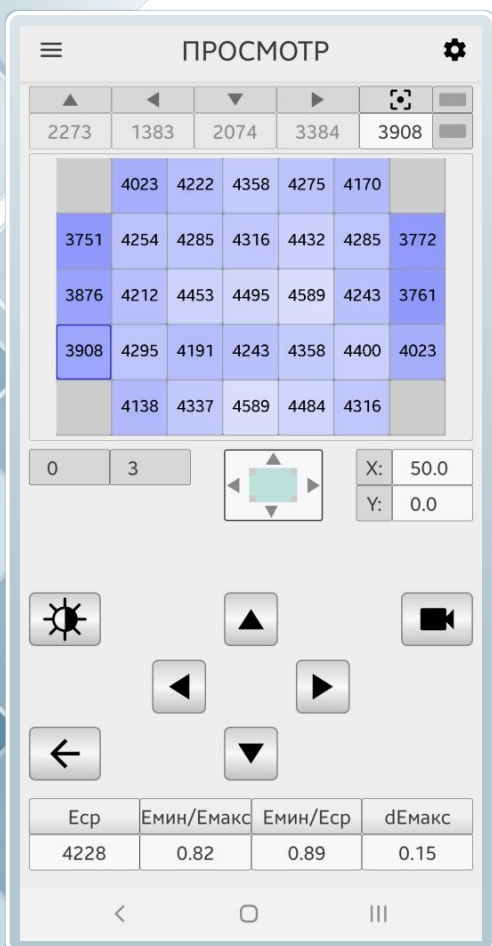 ПРОСМОТР
2273 1383 2074 3384 3908
4023 4222 4358 4275 4170
3751 4254 4285 4316 4432 4285 3772
3876 4212 4453 4495 4589 4243 3761
3908 4295 4191 4243 4358 4400 4023
4138 4337 4589 4484 4316
0 3 X: 50.0
Y: 0.0
Еср Емин/Емакс Емин/Еср dЕмакс
4228 0.82 0.89 0.15